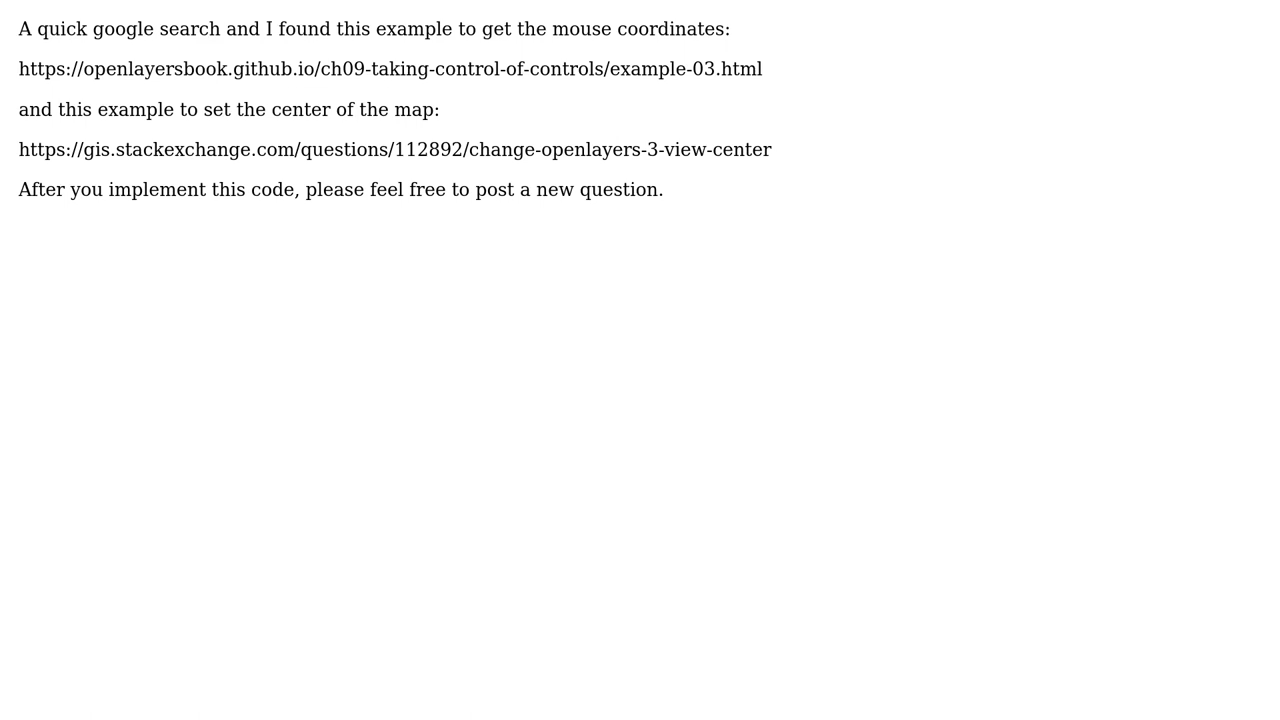 A quick google search and I found this example to get the mouse coordinates:
https://openlayersbook.github.io/ch09-taking-control-of-controls/example-03.html
and this example to set the center of the map:
https://gis.stackexchange.com/questions/112892/change-openlayers-3-view-center
After you implement this code, please feel free to post a new question.